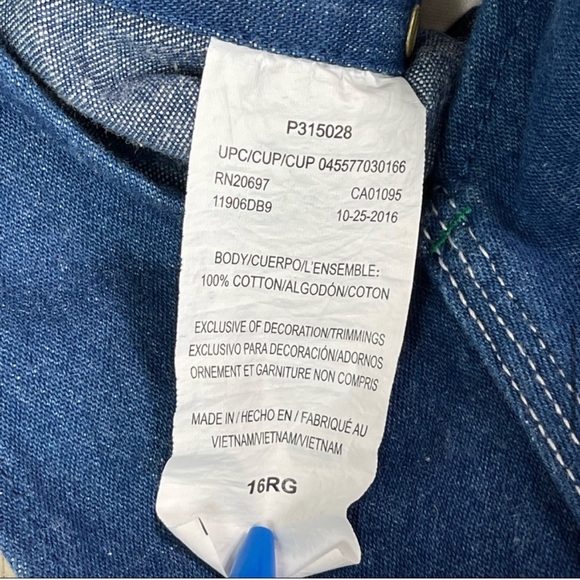 P315028
UPC/CUP/CUP 045577030166
RN20697 CA01095
11906DB9 10-25-2016
BODY/CUERPO/L'ENSEMBLE:
100% COTTON/ALGODÓN/COTON
EXCLUSIVE OF DECORATION/TRIMMINGS
EXCLUSIVO PARA DECORACIÓN/ADORNOS
ORNEMENT ET GARNITURE NON COMPRIS
MADE IN / HECHO EN / FABRIQUÉ AU
VIETNAM/VIETNAM/VIETNAM
16RG